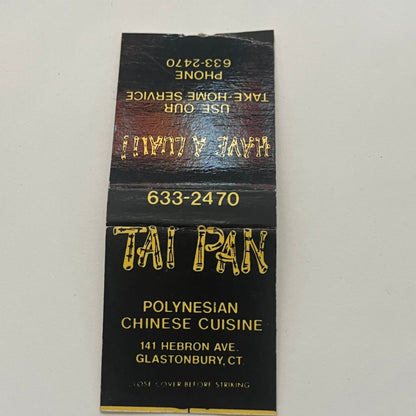 HAVE A LUAU!
USE OUR
TAKE-HOME SERVICE
PHONE
633-2470
633-2470
TAI PAN
POLYNESIAN
CHINESE CUISINE
141 HEBRON AVE.
GLASTONBURY, CT.
CLOSE COVER BEFORE STRIKING